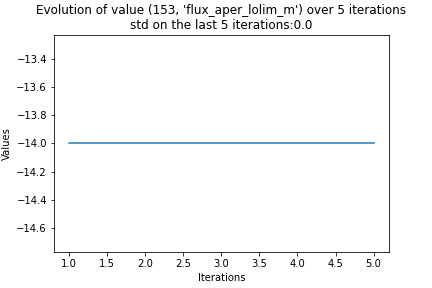 Evolution of value (153, 'flux_aper_lolim_m') over 5 iterations
std on the last 5 iterations:0.0
−13.4
−13.6
−13.8
−14.0
−14.2
−14.4
−14.6
Values
1.0 1.5 2.0 2.5 3.0 3.5 4.0 4.5 5.0
Iterations